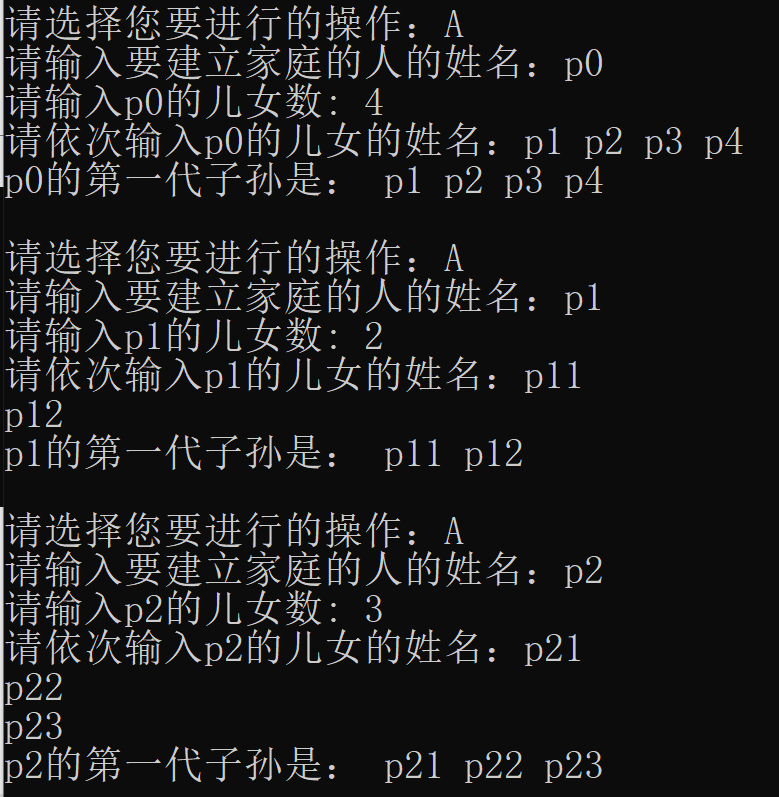 请选择您要进行的操作：A
请输入要建立家庭的人的姓名：p0
请输入p0的儿女数: 4
请依次输入p0的儿女的姓名：p1 p2 p3 p4
p0的第一代子孙是： p1 p2 p3 p4
请选择您要进行的操作：A
请输入要建立家庭的人的姓名：p1
请输入p1的儿女数: 2
请依次输入p1的儿女的姓名：p11
p12
p1的第一代子孙是： p11 p12
请选择您要进行的操作：A
请输入要建立家庭的人的姓名：p2
请输入p2的儿女数: 3
请依次输入p2的儿女的姓名：p21
p22
p23
p2的第一代子孙是： p21 p22 p23